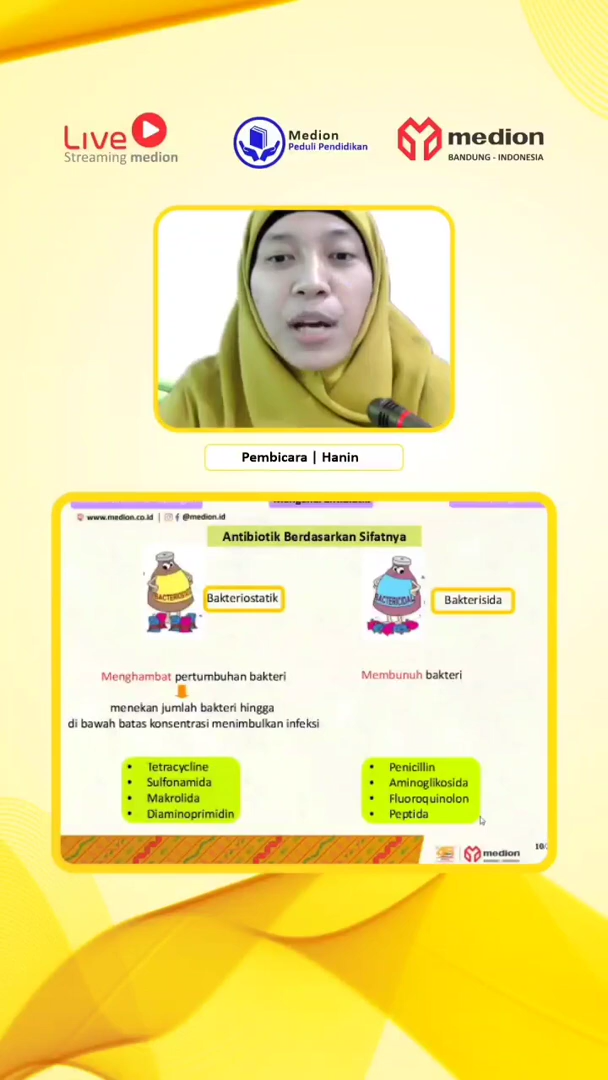 Live
Streaming medion
Medion
Peduli Pendidikan
medion
BANDUNG - INDONESIA
Pembicara | Hanin
www.medion.co.id | @medion.id
Antibiotik Berdasarkan Sifatnya
Bakteriostatik
BACTERICIDAL
Bakterisida
Menghambat pertumbuhan bakteri
Membunuh bakteri
menekan jumlah bakteri hingga
di bawah batas konsentrasi menimbulkan infeksi
• Tetracycline
• Sulfonamida
• Makrolida
• Diaminoprimidin
• Penicillin
• Aminoglikosida
• Fluoroquinolon
• Peptida
medion
10/